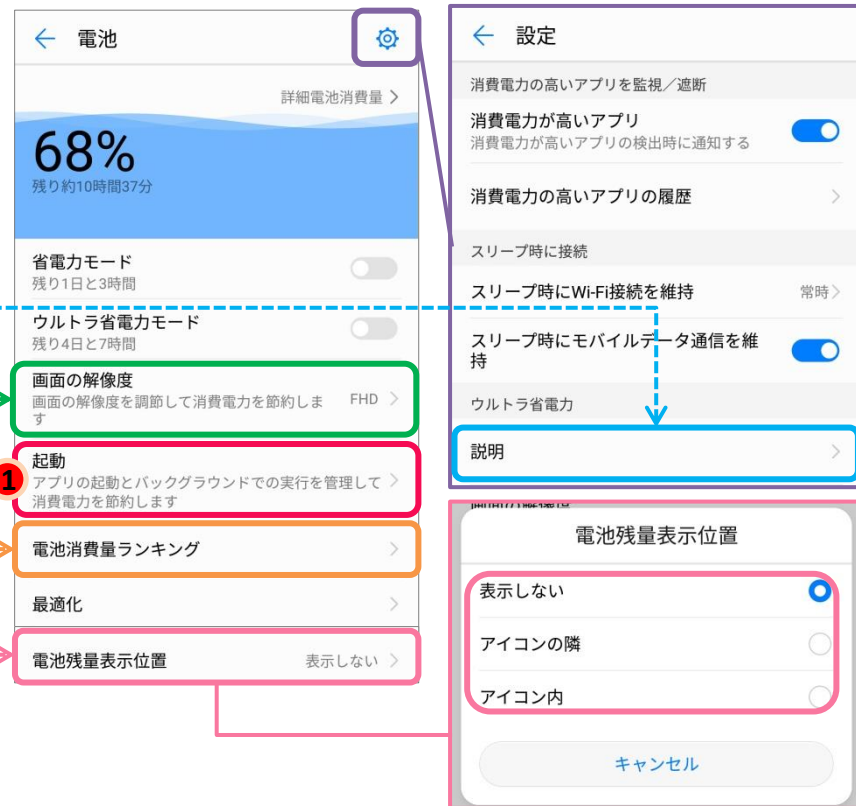 電池
詳細電池消費量
68%
残り約10時間37分
省電力モード
残り1日と3時間
ウルトラ省電力モード
残り4日と7時間
画面の解像度
画面の解像度を調節して消費電力を節約しま
す
FHD
1
起動
アプリの起動とバックグラウンドでの実行を管理して
消費電力を節約します
電池消費量ランキング
最適化
電池残量表示位置
表示しない
設定
消費電力の高いアプリを監視／遮断
消費電力が高いアプリ
消費電力が高いアプリの検出時に通知する
消費電力の高いアプリの履歴
スリープ時に接続
スリープ時にWi-Fi接続を維持
常時
スリープ時にモバイルデータ通信を維
持
ウルトラ省電力
説明
画面の解像度
電池残量表示位置
表示しない
アイコンの隣
アイコン内
キャンセル